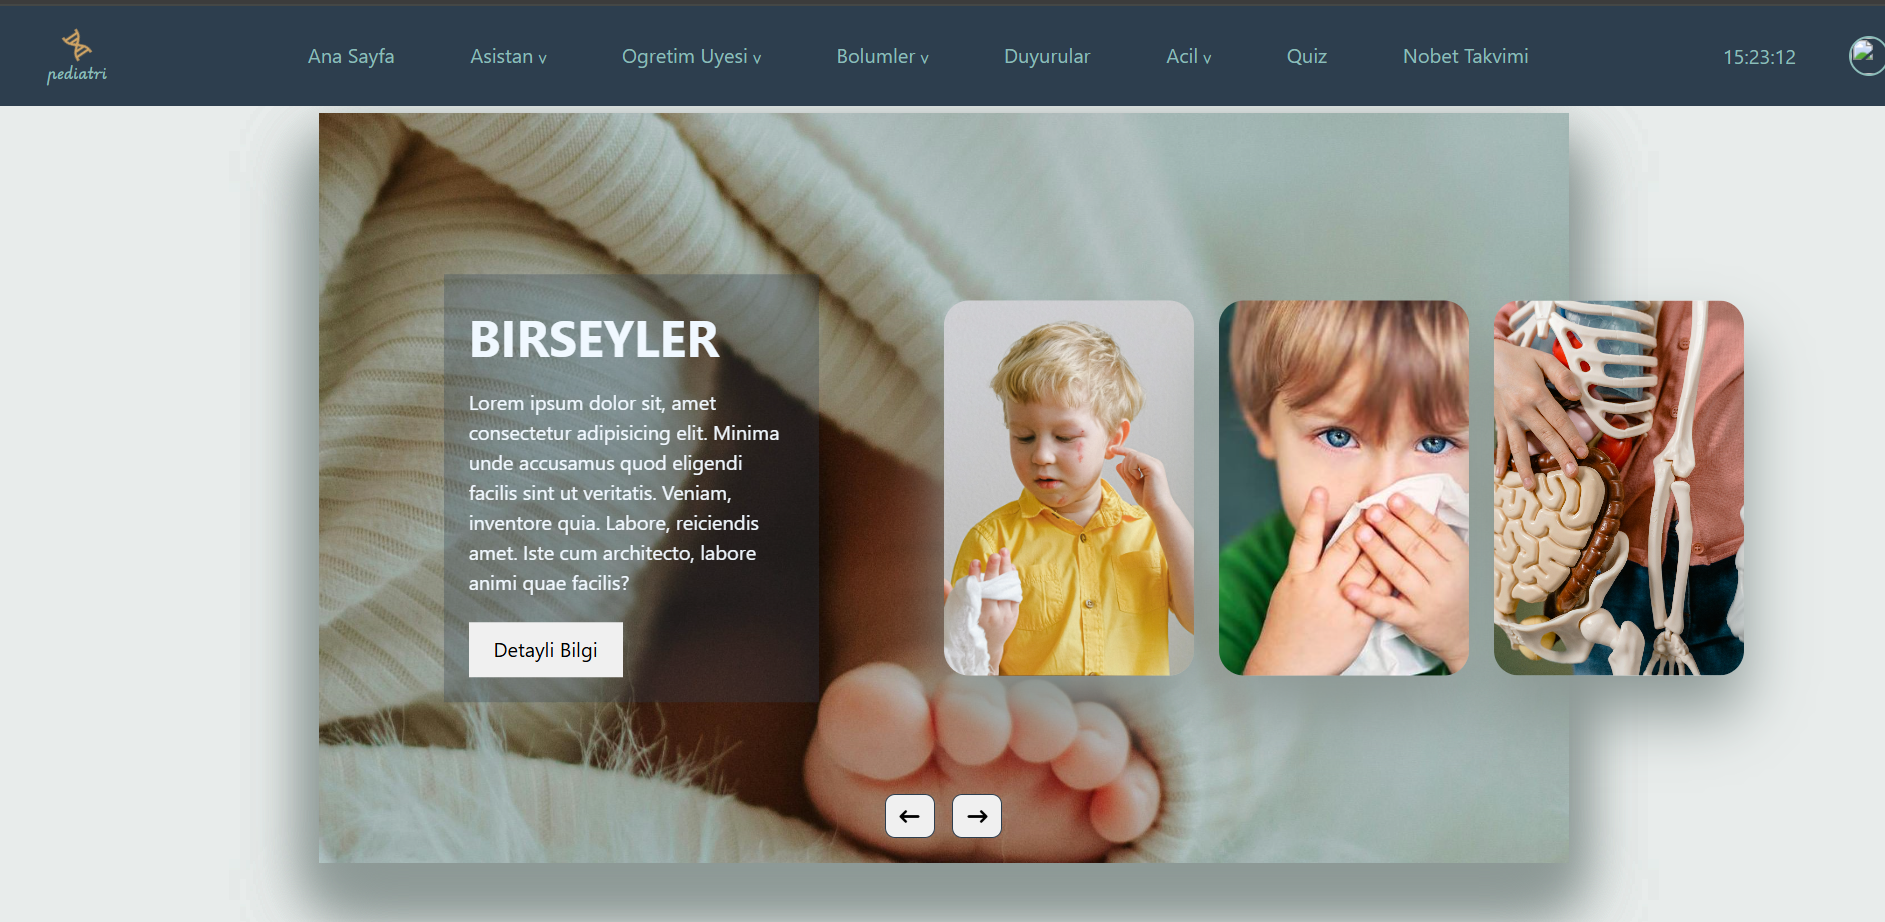 pediatri
Ana Sayfa
Asistan v
Ogretim Uyesi v
Bolumler v
Duyurular
Acil v
Quiz
Nobet Takvimi
15:23:12
BIRSEYLER
Lorem ipsum dolor sit, amet
consectetur adipisicing elit. Minima
unde accusamus quod eligendi
facilis sint ut veritatis. Veniam,
inventore quia. Labore, reiciendis
amet. Iste cum architecto, labore
animi quae facilis?
Detayli Bilgi